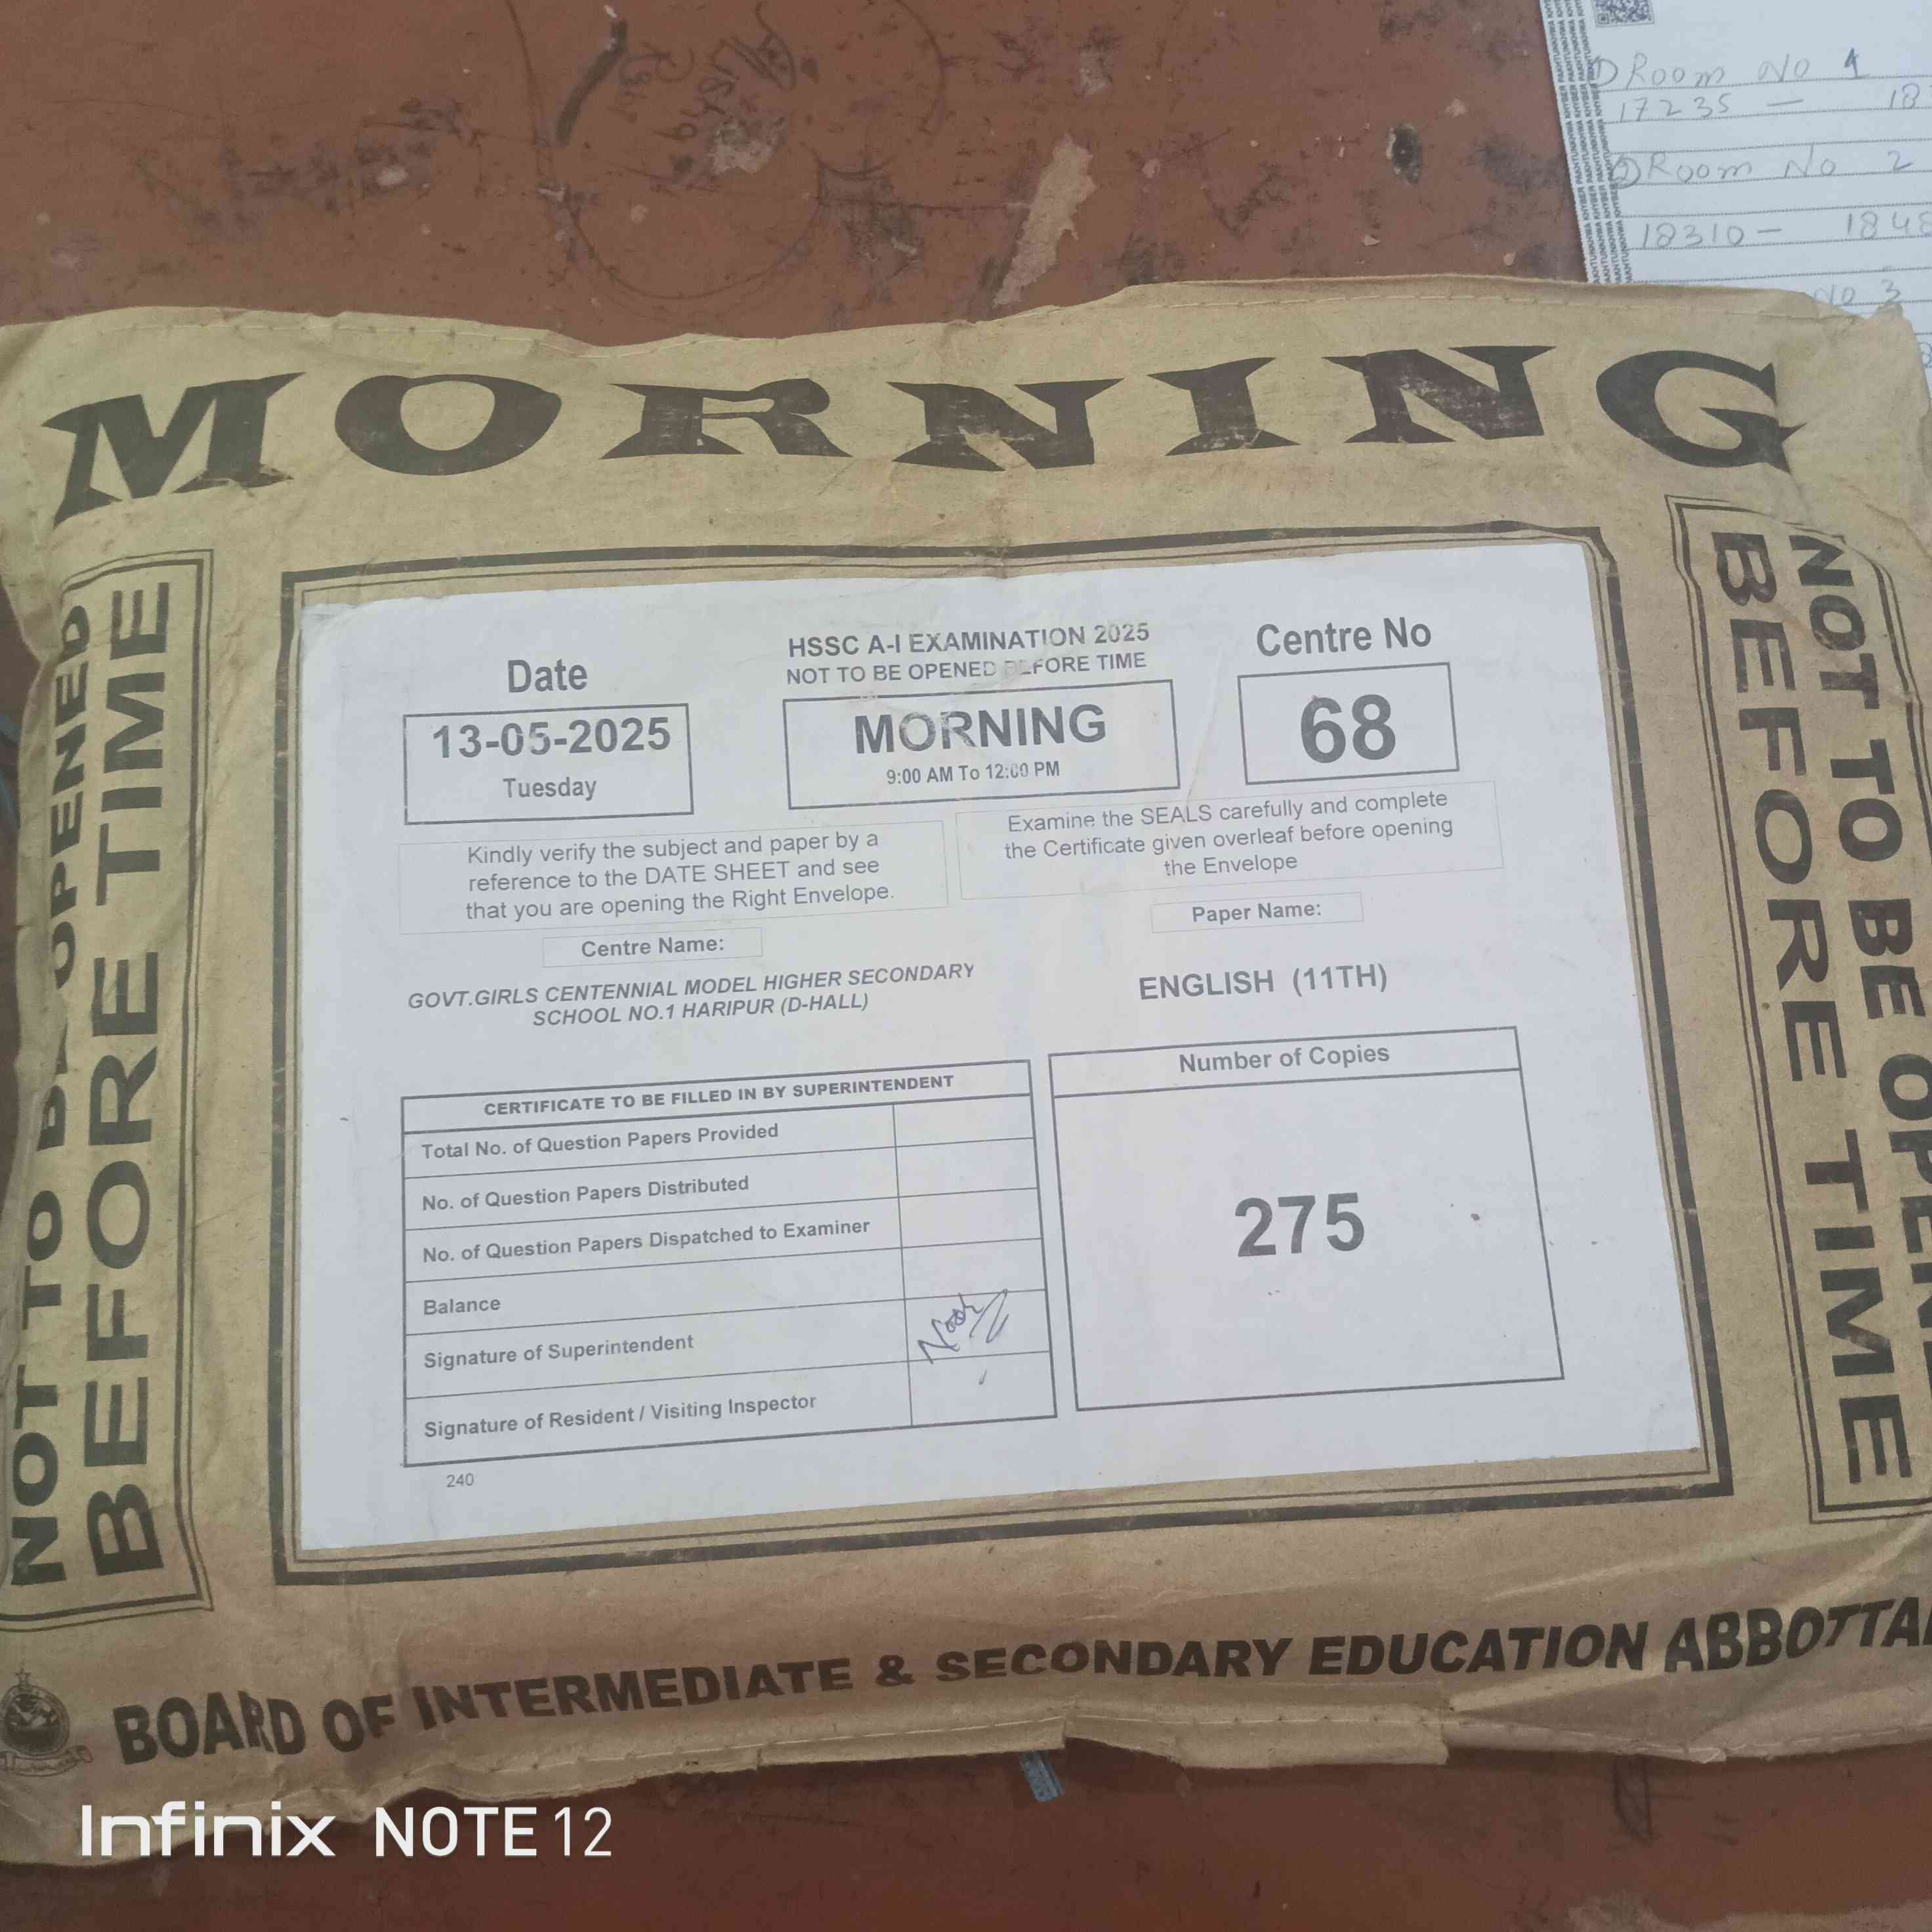 1) Room No 1
17235 —
2) Room No 2
18310 —
No 3
MORNING
NOT TO BE OPENED
BEFORE TIME
NOT TO BE
BEFORE TIME
HSSC A-I EXAMINATION 2025
NOT TO BE OPENED BEFORE TIME
Date
13-05-2025
Tuesday
MORNING
9:00 AM To 12:00 PM
Centre No
68
Kindly verify the subject and paper by a
reference to the DATE SHEET and see
that you are opening the Right Envelope.
Examine the SEALS carefully and complete
the Certificate given overleaf before opening
the Envelope
Centre Name:
GOVT.GIRLS CENTENNIAL MODEL HIGHER SECONDARY
SCHOOL NO.1 HARIPUR (D-HALL)
Paper Name:
ENGLISH (11TH)
CERTIFICATE TO BE FILLED IN BY SUPERINTENDENT
Total No. of Question Papers Provided
No. of Question Papers Distributed
No. of Question Papers Dispatched to Examiner
Balance
Signature of Superintendent
Signature of Resident / Visiting Inspector
Number of Copies
275
240
BOARD OF INTERMEDIATE & SECONDARY EDUCATION ABBOTTA
Infinix NOTE 12